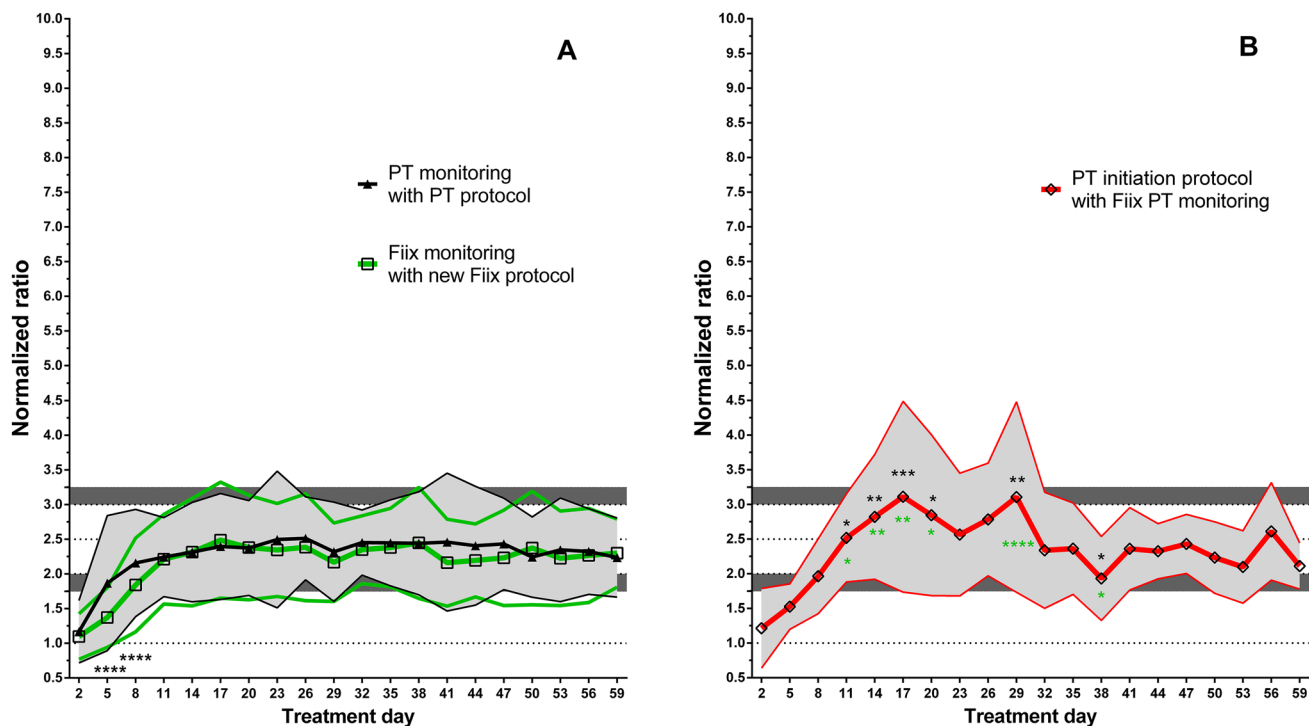 A
B
10.0
9.5
9.0
8.5
8.0
7.5
7.0
6.5
6.0
5.5
5.0
4.5
4.0
3.5
3.0
2.5
2.0
1.5
1.0
0.5
Normalized ratio
PT monitoring
with PT protocol
Fiix monitoring
with new Fiix protocol
****
****
2 5 8 11 14 17 20 23 26 29 32 35 38 41 44 47 50 53 56 59
Treatment day
10.0
9.5
9.0
8.5
8.0
7.5
7.0
6.5
6.0
5.5
5.0
4.5
4.0
3.5
3.0
2.5
2.0
1.5
1.0
0.5
Normalized ratio
PT initiation protocol
with Fiix PT monitoring
* ** *** * ** *
* ** ** * **** *
2 5 8 11 14 17 20 23 26 29 32 35 38 41 44 47 50 53 56 59
Treatment day